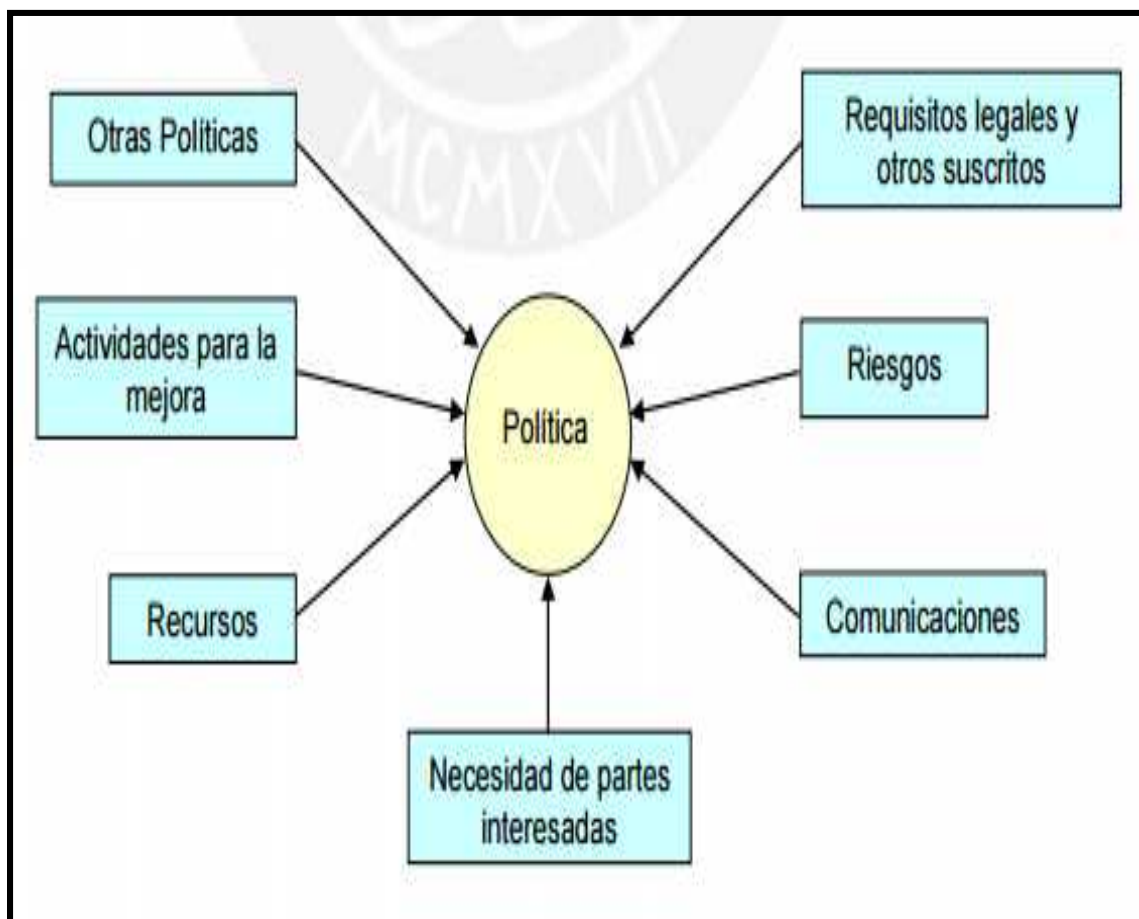 MCMXVII
Otras Políticas
Requisitos legales y
otros suscritos
Actividades para la
mejora
Riesgos
Política
Recursos
Comunicaciones
Necesidad de partes
interesadas